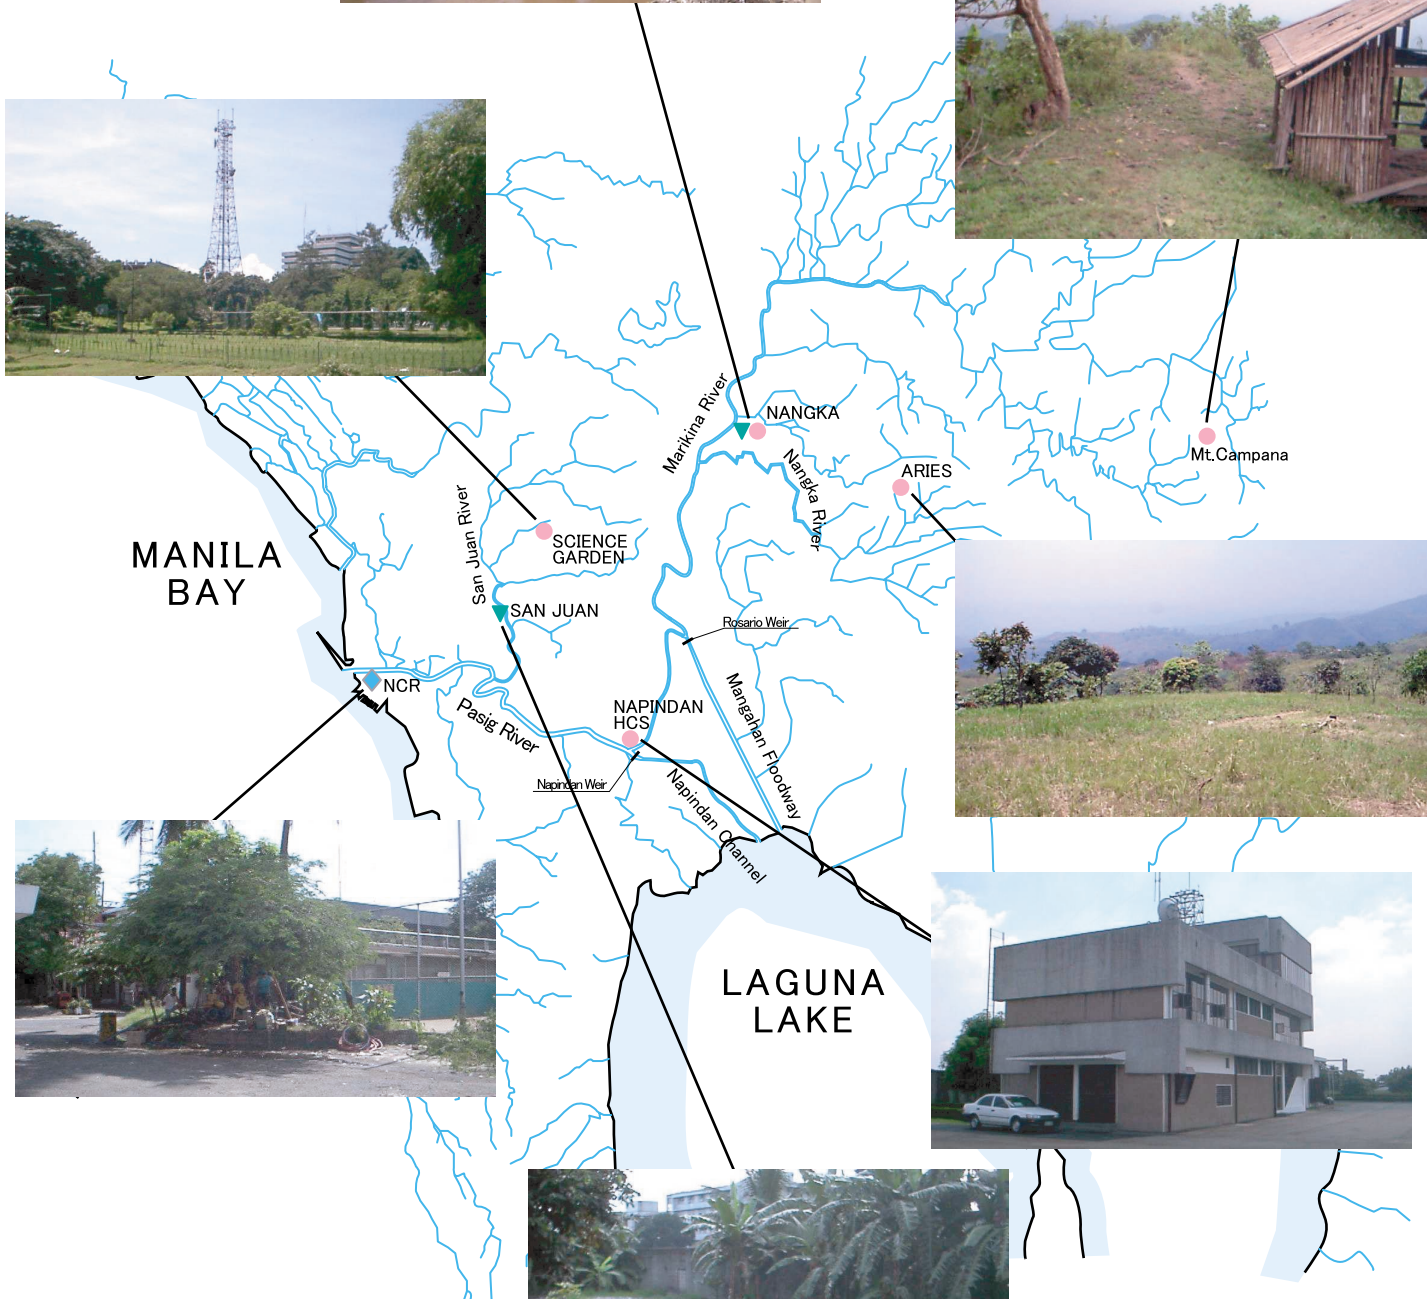 Marikina River
NANGKA
Nangka River
ARIES
Mt.Campana
San Juan River
SCIENCE
GARDEN
MANILA
BAY
SAN JUAN
Rosario Weir
NCR
Pasig River
NAPINDAN
HCS
Mangahan Floodway
Napindan Weir
Napindan Channel
LAGUNA
LAKE